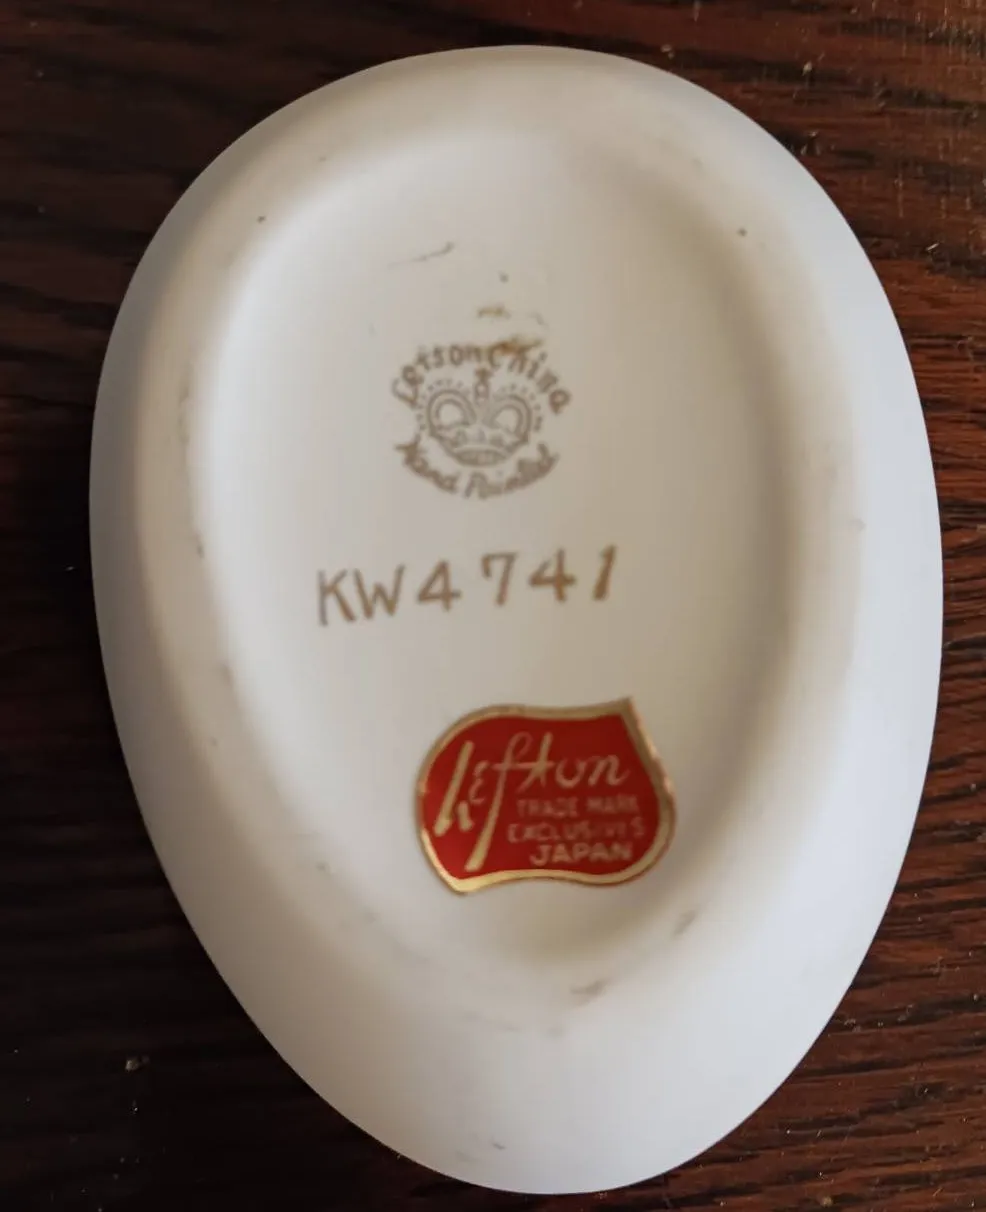 Lefton China
Hand Painted
KW4741
Lefton
TRADE MARK
EXCLUSIVES
JAPAN